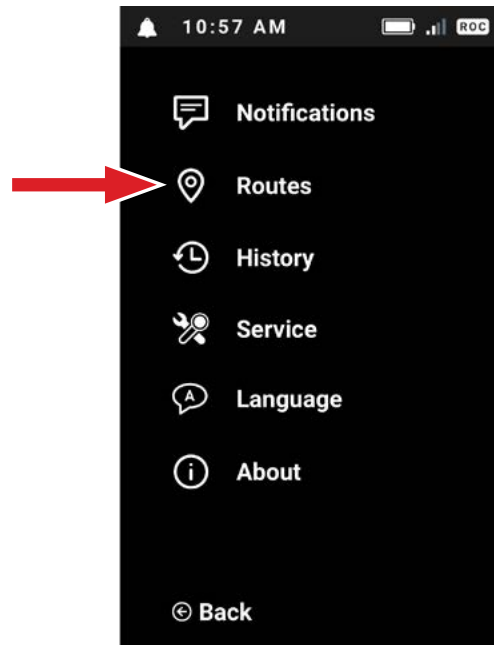 10:57 AM ROC
Notifications
Routes
History
Service
A Language
About
Back